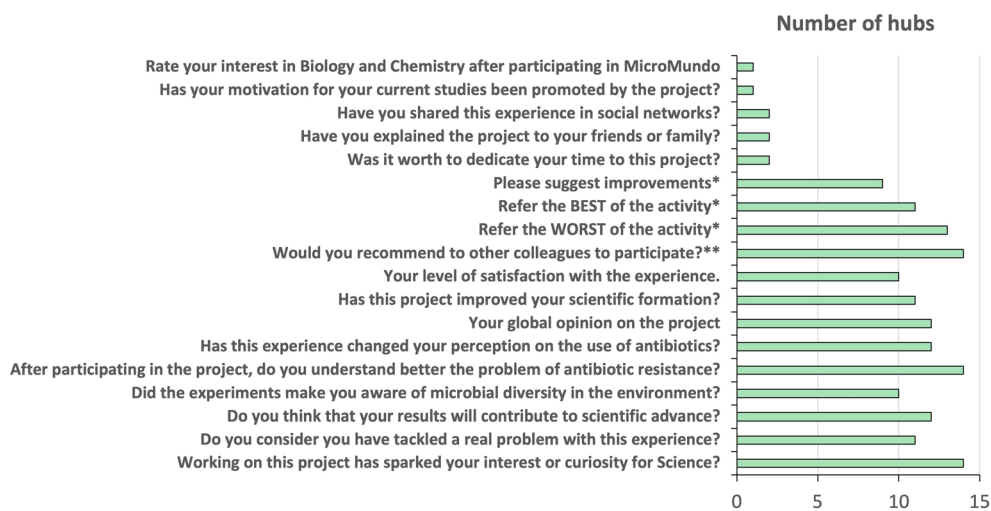 Number of hubs
Rate your interest in Biology and Chemistry after participating in MicroMundo
Has your motivation for your current studies been promoted by the project?
Have you shared this experience in social networks?
Have you explained the project to your friends or family?
Was it worth to dedicate your time to this project?
Please suggest improvements*
Refer the BEST of the activity*
Refer the WORST of the activity*
Would you recommend to other colleagues to participate?**
Your level of satisfaction with the experience.
Has this project improved your scientific formation?
Your global opinion on the project
Has this experience changed your perception on the use of antibiotics?
After participating in the project, do you understand better the problem of antibiotic resistance?
Did the experiments make you aware of microbial diversity in the environment?
Do you think that your results will contribute to scientific advance?
Do you consider you have tackled a real problem with this experience?
Working on this project has sparked your interest or curiosity for Science?
0 5 10 15